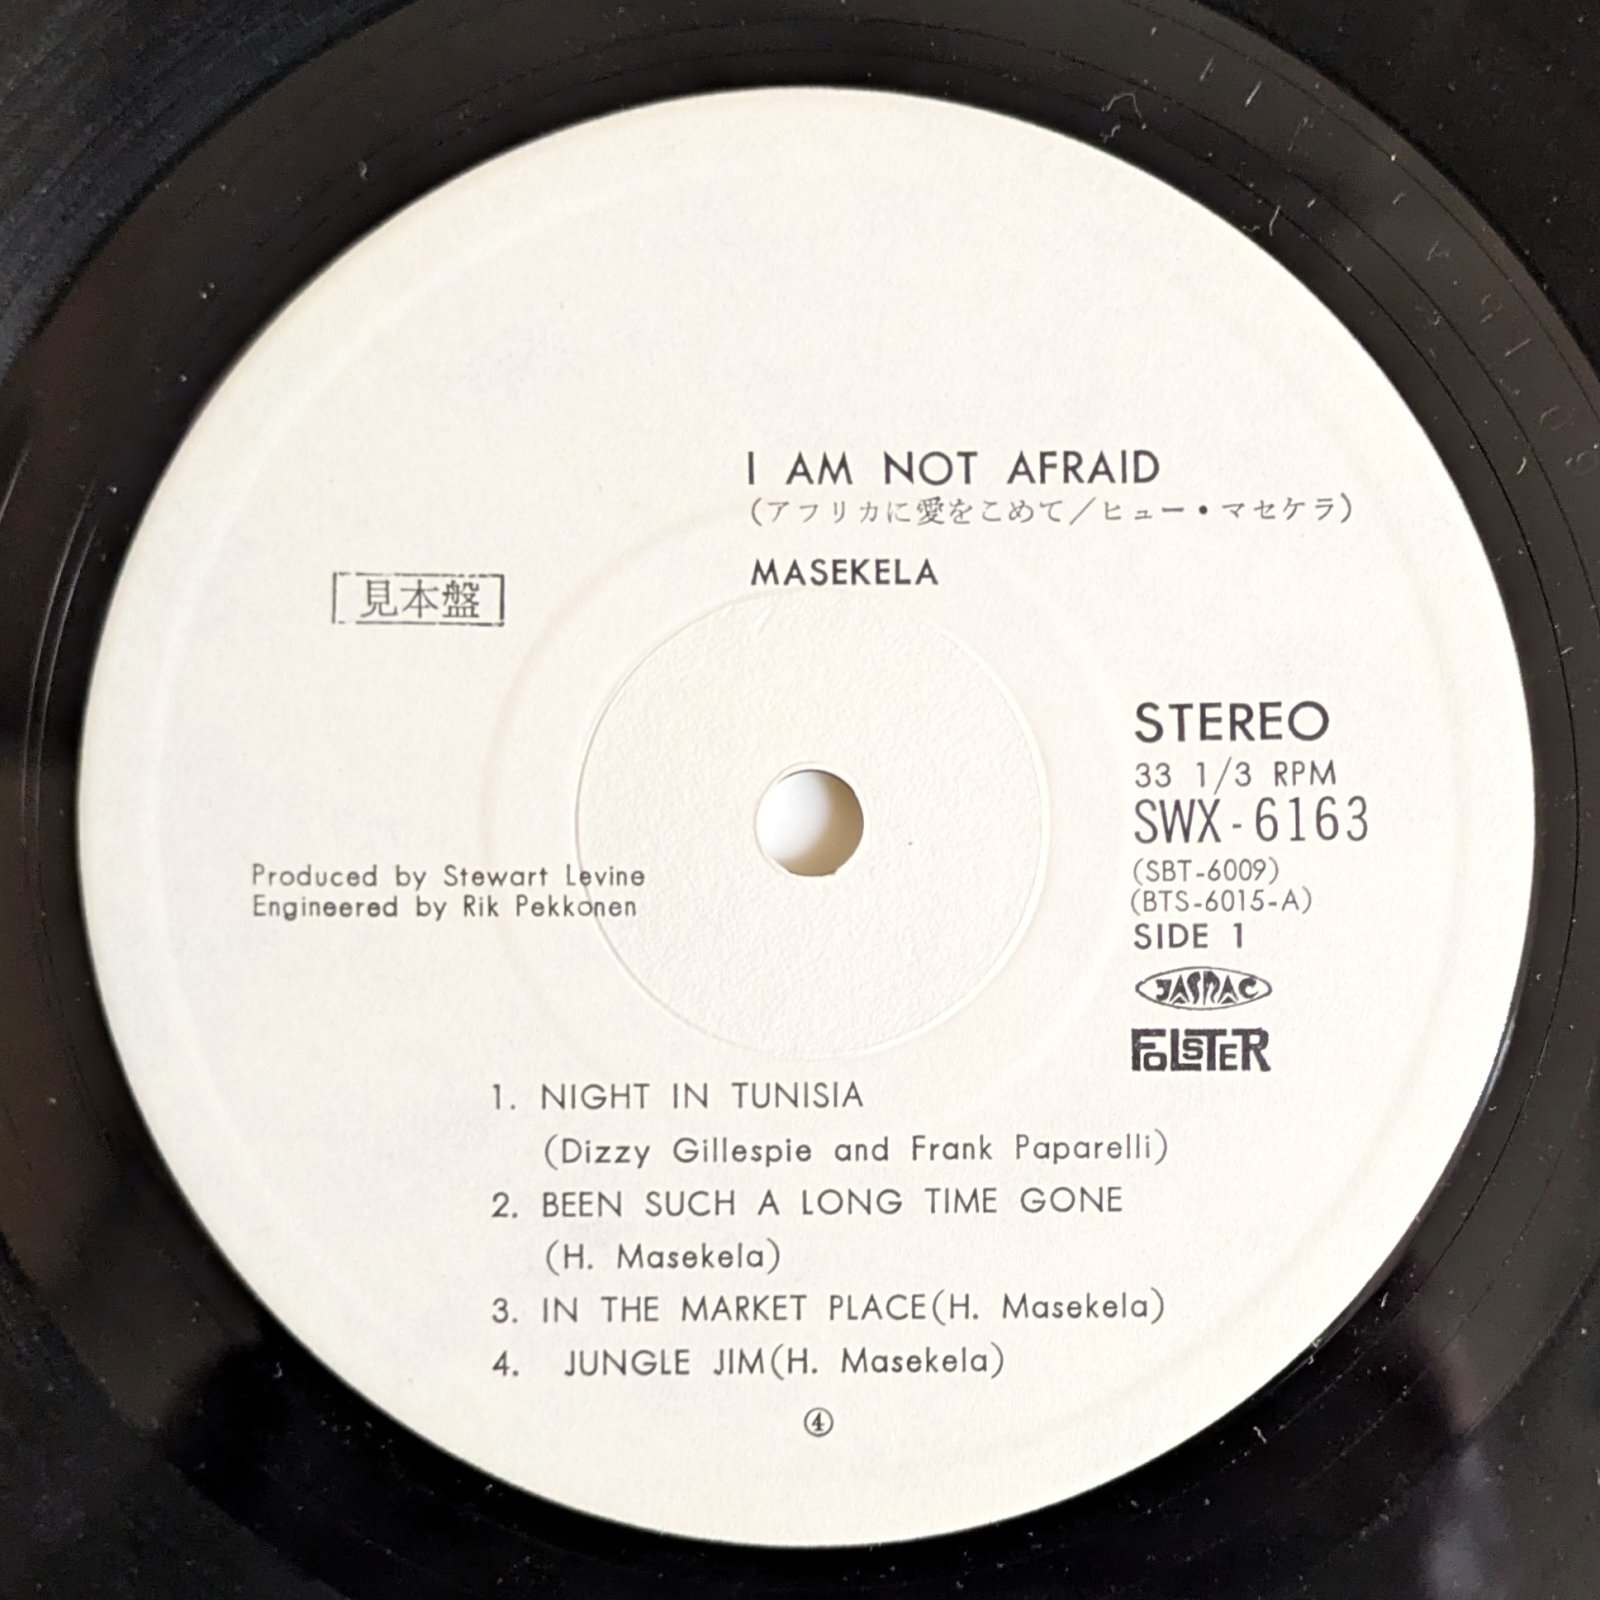 I AM NOT AFRAID
(アフリカに愛をこめて／ヒュー・マセケラ)
MASEKELA
見本盤
STEREO
33 1/3 RPM
SWX-6163
(SBT-6009)
(BTS-6015-A)
SIDE 1
JASRAC
FOLSTER
Produced by Stewart Levine
Engineered by Rik Pekkonen
1. NIGHT IN TUNISIA
(Dizzy Gillespie and Frank Paparelli)
2. BEEN SUCH A LONG TIME GONE
(H. Masekela)
3. IN THE MARKET PLACE(H. Masekela)
4. JUNGLE JIM(H. Masekela)
④